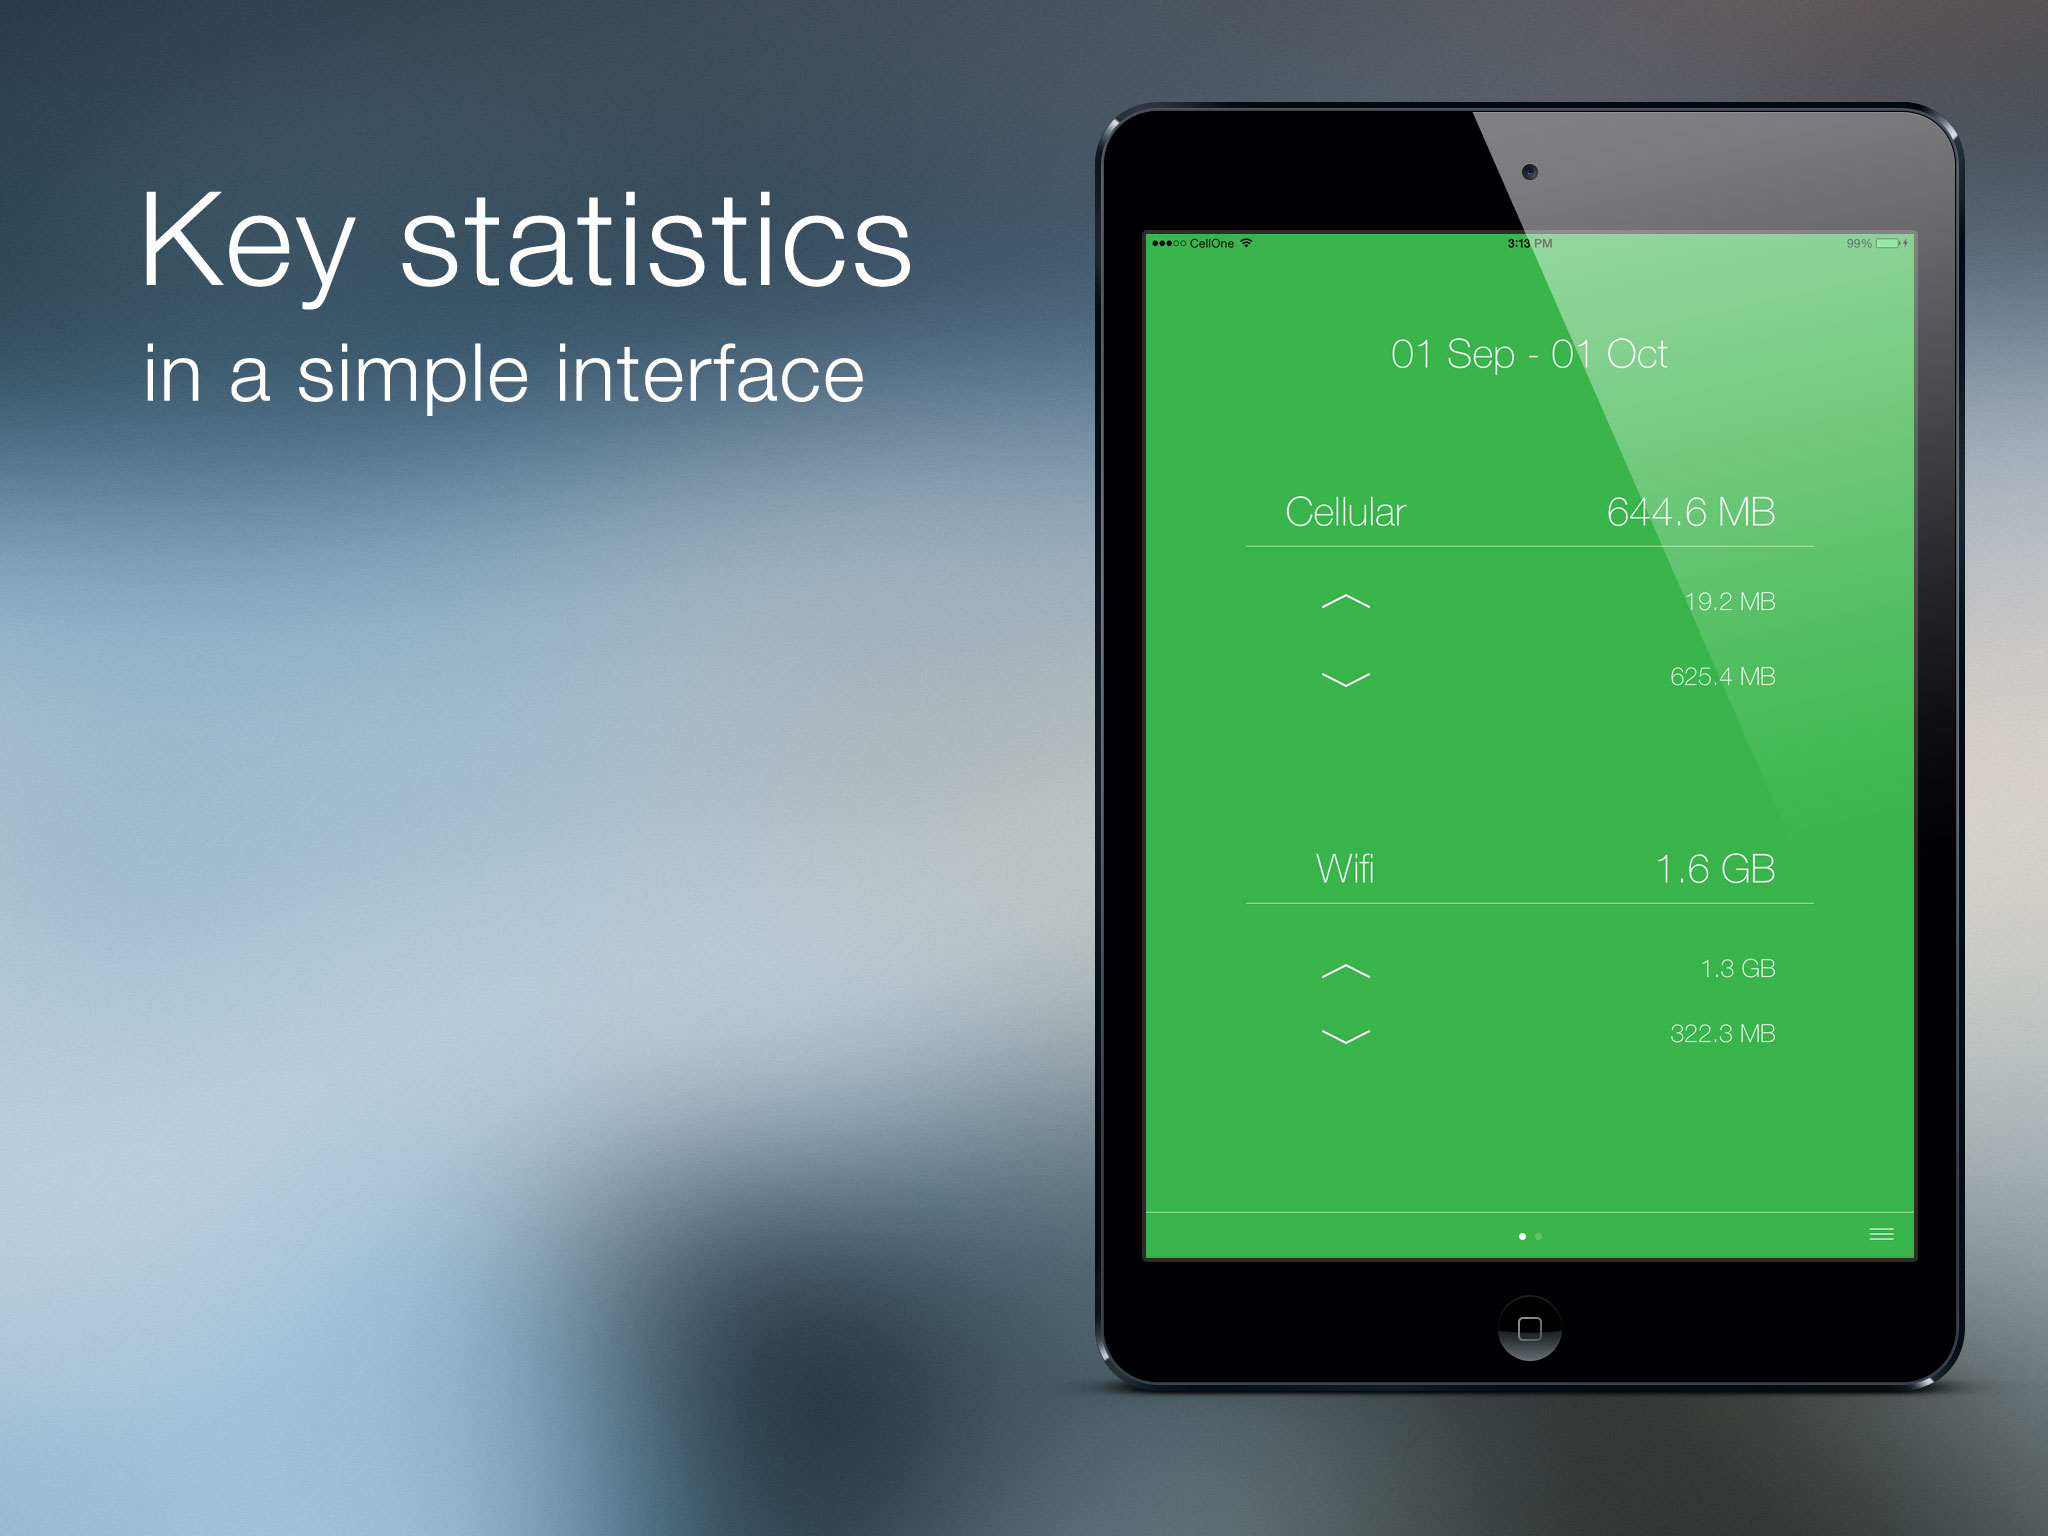 Key statistics
in a simple interface
CellOne 3:13 PM 99%
01 Sep - 01 Oct
Cellular 644.6 MB
19.2 MB
625.4 MB
Wifi 1.6 GB
1.3 GB
322.3 MB